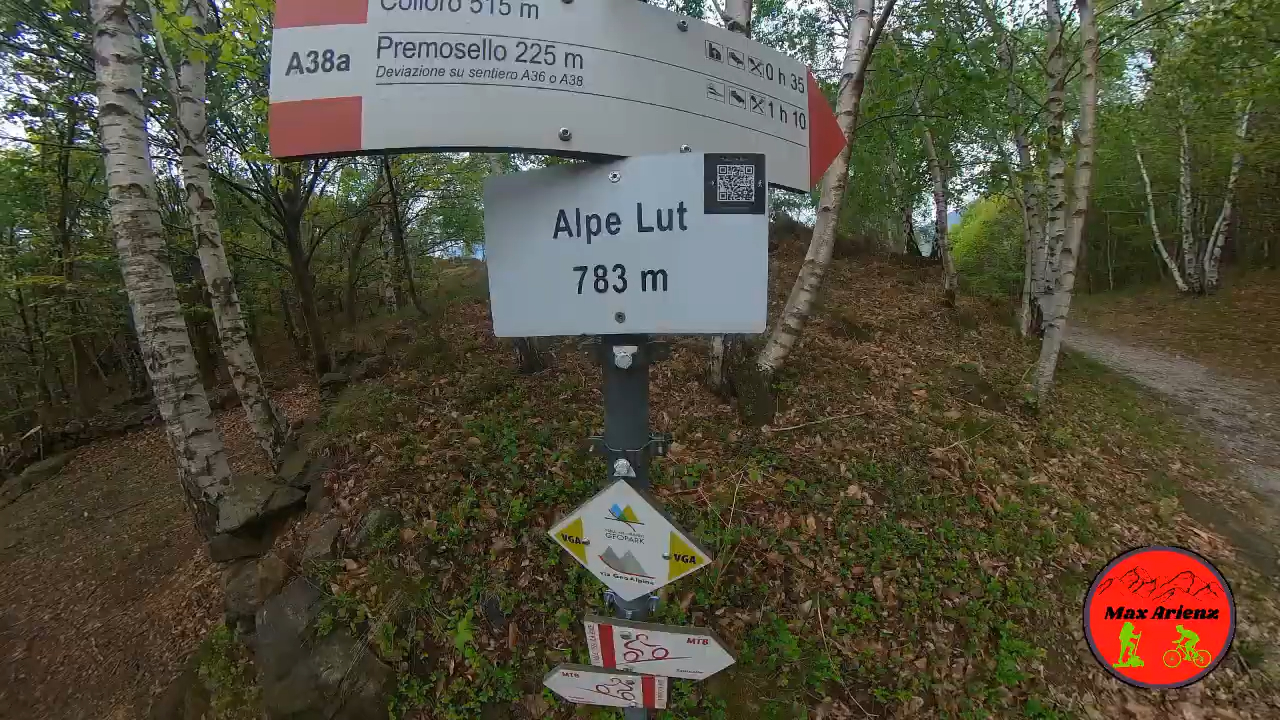 Colloro 515 m
A38a
Premosello 225 m
Deviazione su sentiero A36 o A38
0 h 35
1 h 10
Alpe Lut
783 m
GEOPARK
VGA
VGA
Via GeoAlpina
MTB
MTB
Max Arienz